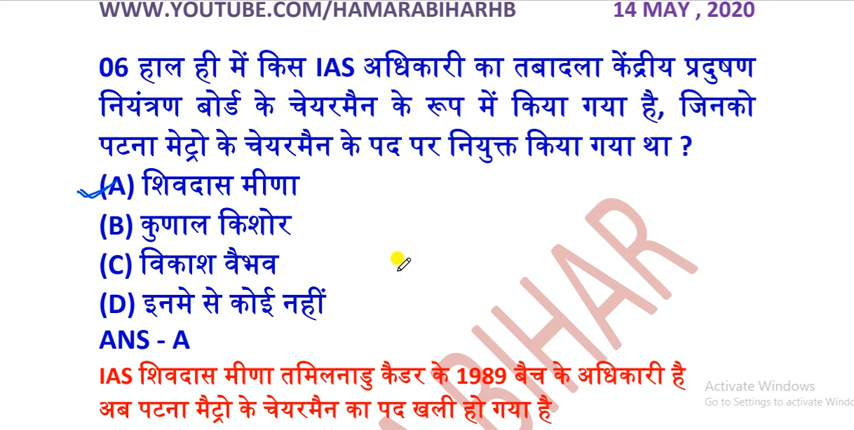 WWW.YOUTUBE.COM/HAMARABIHARHB 14 MAY , 2020
06 हाल ही में किस IAS अधिकारी का तबादला केंद्रीय प्रदुषण
नियंत्रण बोर्ड के चेयरमैन के रूप में किया गया है, जिनको
पटना मेट्रो के चेयरमैन के पद पर नियुक्त किया गया था ?
(A) शिवदास मीणा
(B) कुणाल किशोर
(C) विकाश वैभव
(D) इनमे से कोई नहीं
ANS - A
IAS शिवदास मीणा तमिलनाडु कैडर के 1989 बैच के अधिकारी है
अब पटना मैट्रो के चेयरमैन का पद खली हो गया है
A BIHAR
Activate Windows
Go to Settings to activate Windo